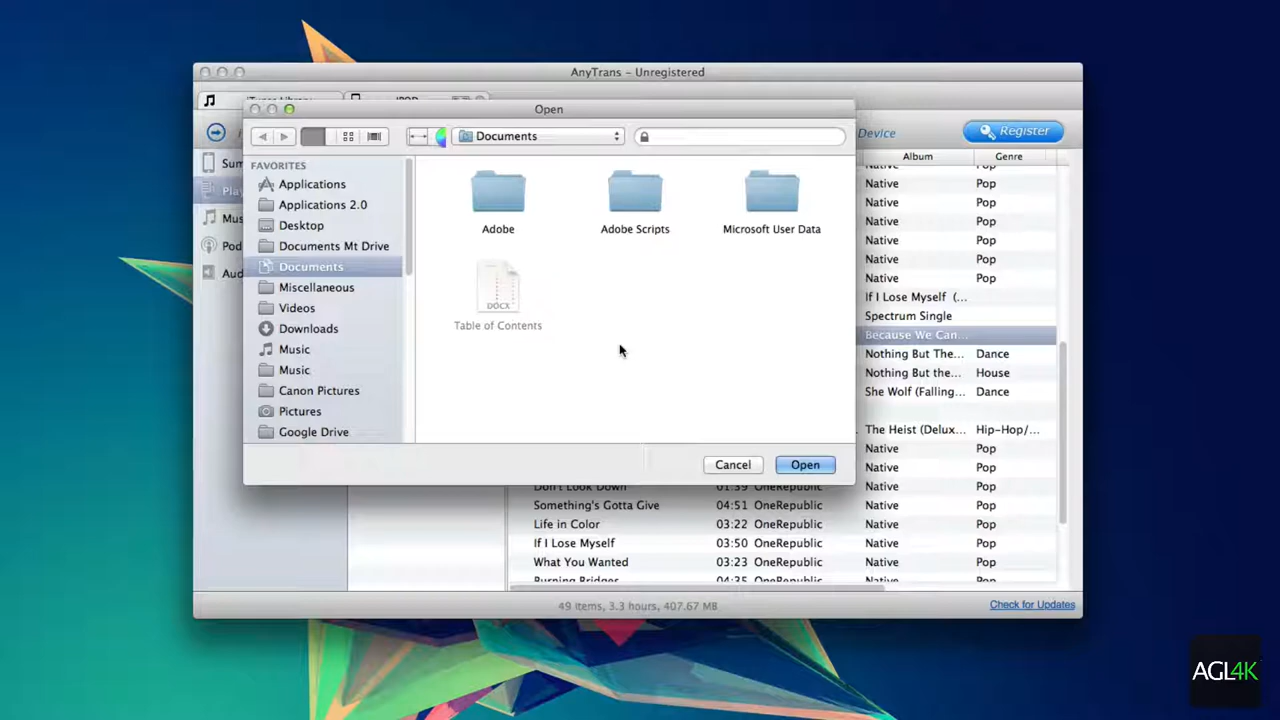 AnyTrans – Unregistered
Open
Documents
Device
Register
FAVORITES
Applications
Applications 2.0
Desktop
Documents Mt Drive
Documents
Miscellaneous
Videos
Downloads
Music
Music
Canon Pictures
Pictures
Google Drive
Adobe
Adobe Scripts
Microsoft User Data
DOCX
Table of Contents
Cancel
Open
Album Genre
Native Pop
Native Pop
Native Pop
Native Pop
Native Pop
Native Pop
If I Lose Myself (...
Spectrum Single
Because We Can...
Nothing But The... Dance
Nothing But the... House
She Wolf (Falling... Dance
The Heist (Delux... Hip-Hop/...
Native Pop
Native Pop
Don't Look Down 01:39 OneRepublic Native Pop
Something's Gotta Give 04:51 OneRepublic Native Pop
Life in Color 03:22 OneRepublic Native Pop
If I Lose Myself 03:50 OneRepublic Native Pop
What You Wanted 03:23 OneRepublic Native Pop
Burning Bridges 04:35 OneRepublic Native Pop
49 items, 3.3 hours, 407.67 MB
Check for Updates
AGL4K